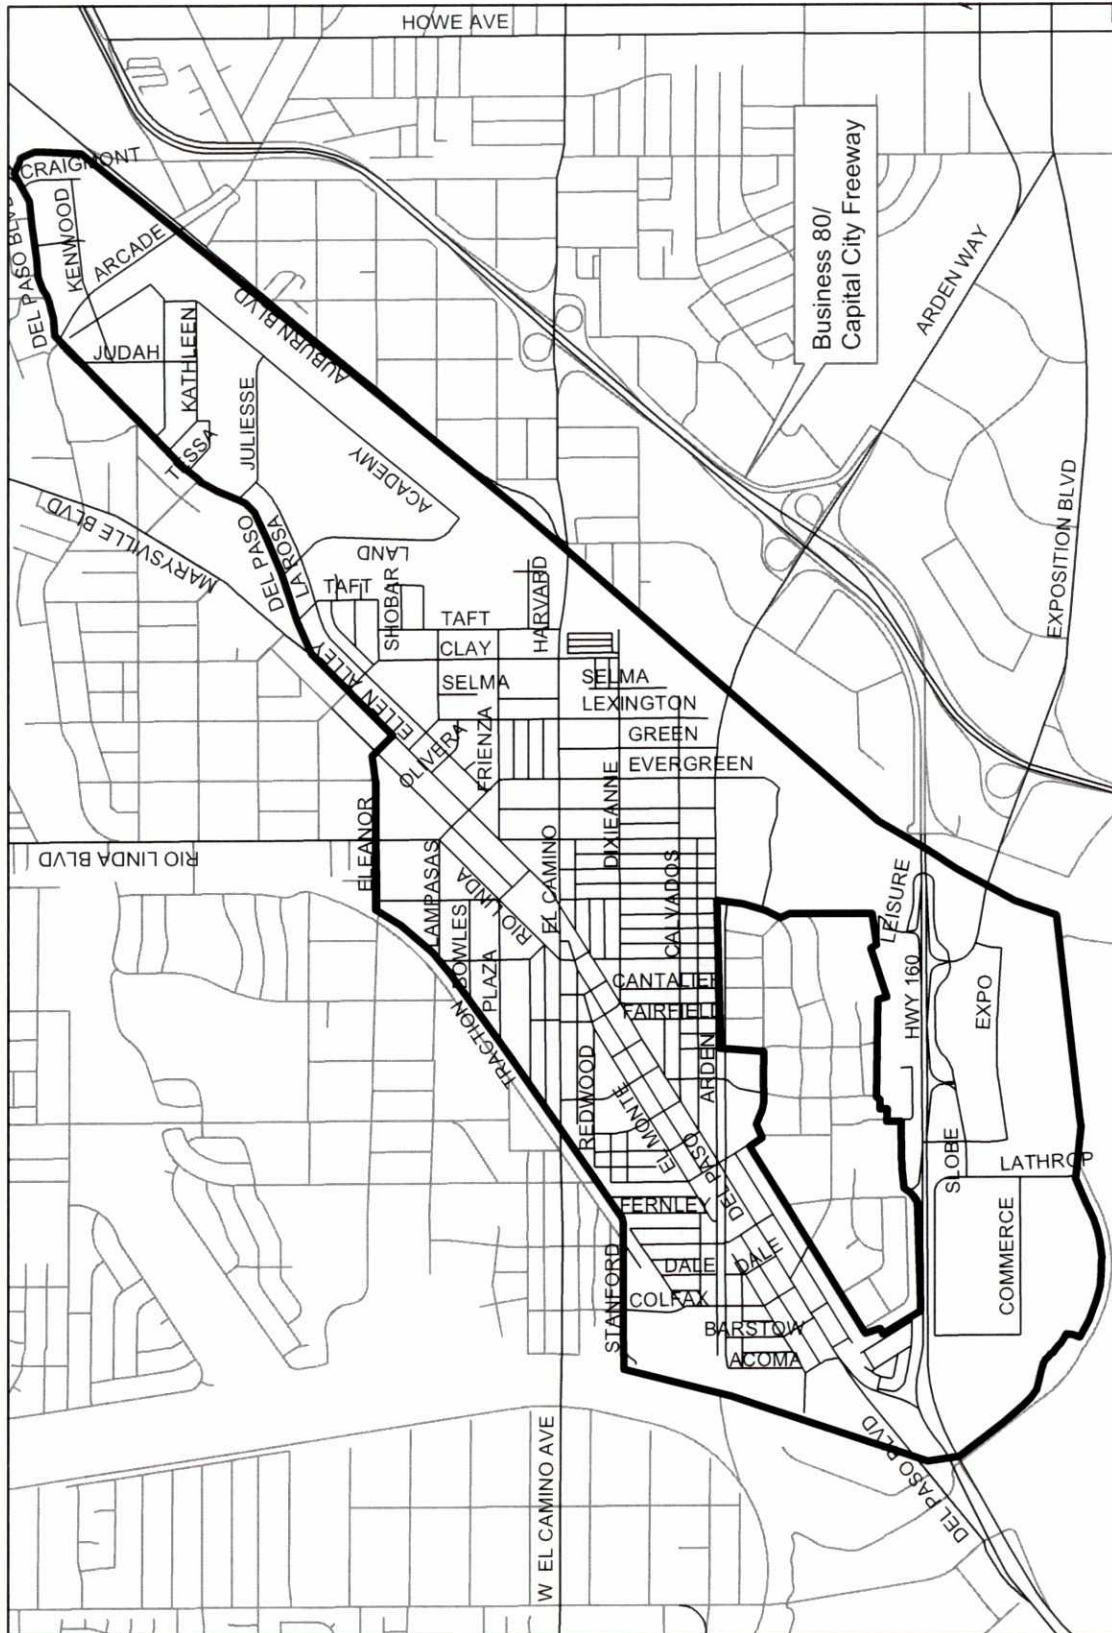 HOWE AVE
CRAIGMONT
DEL PASO BLVD
KENWOOD
ARCADE
JUDAH
KATHLEEN
AUBURN BLVD
TESSA
JULIESSE
ACADEMY
MARYSVILLE BLVD
DEL PASO
LA ROSA
LAND
TAFT
SHOBAR
TAFT
HARVARD
CLAY
ELLEN ALLEY
SELMA
SELMA
LEXINGTON
OLIVERA
FRIENZA
GREEN
EVERGREEN
DIXIEANNE
ELEANOR
RIO LINDA BLVD
LAMPASAS
RIO LINDA
EL CAMINO
CALVADOS
BOWLES
PLAZA
CANTALIER
FAIRFIELD
TRACTION
REDWOOD
EL MONTE
ARDEN
DEL PASO
FERNLEY
STANFORD
DALE
DALE
COLFAX
BARSTOW
ACOMA
W EL CAMINO AVE
DEL PASO BLVD
Business 80/
Capital City Freeway
ARDEN WAY
EXPOSITION BLVD
LEISURE
HWY 160
EXPO
SLOBE
LATHROP
COMMERCE